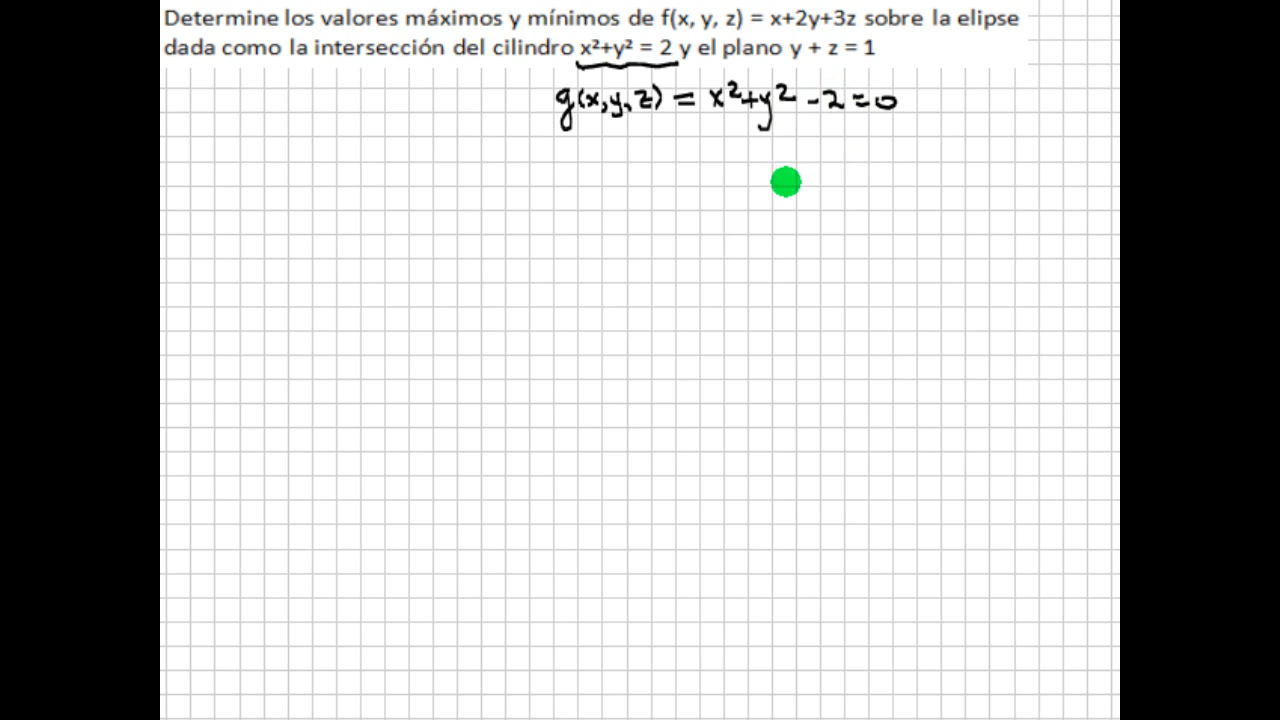 Determine los valores máximos y mínimos de f(x, y, z) = x+2y+3z sobre la elipse
dada como la intersección del cilindro x²+y² = 2 y el plano y + z = 1
g(x,y,z) = x²+y² -2=0